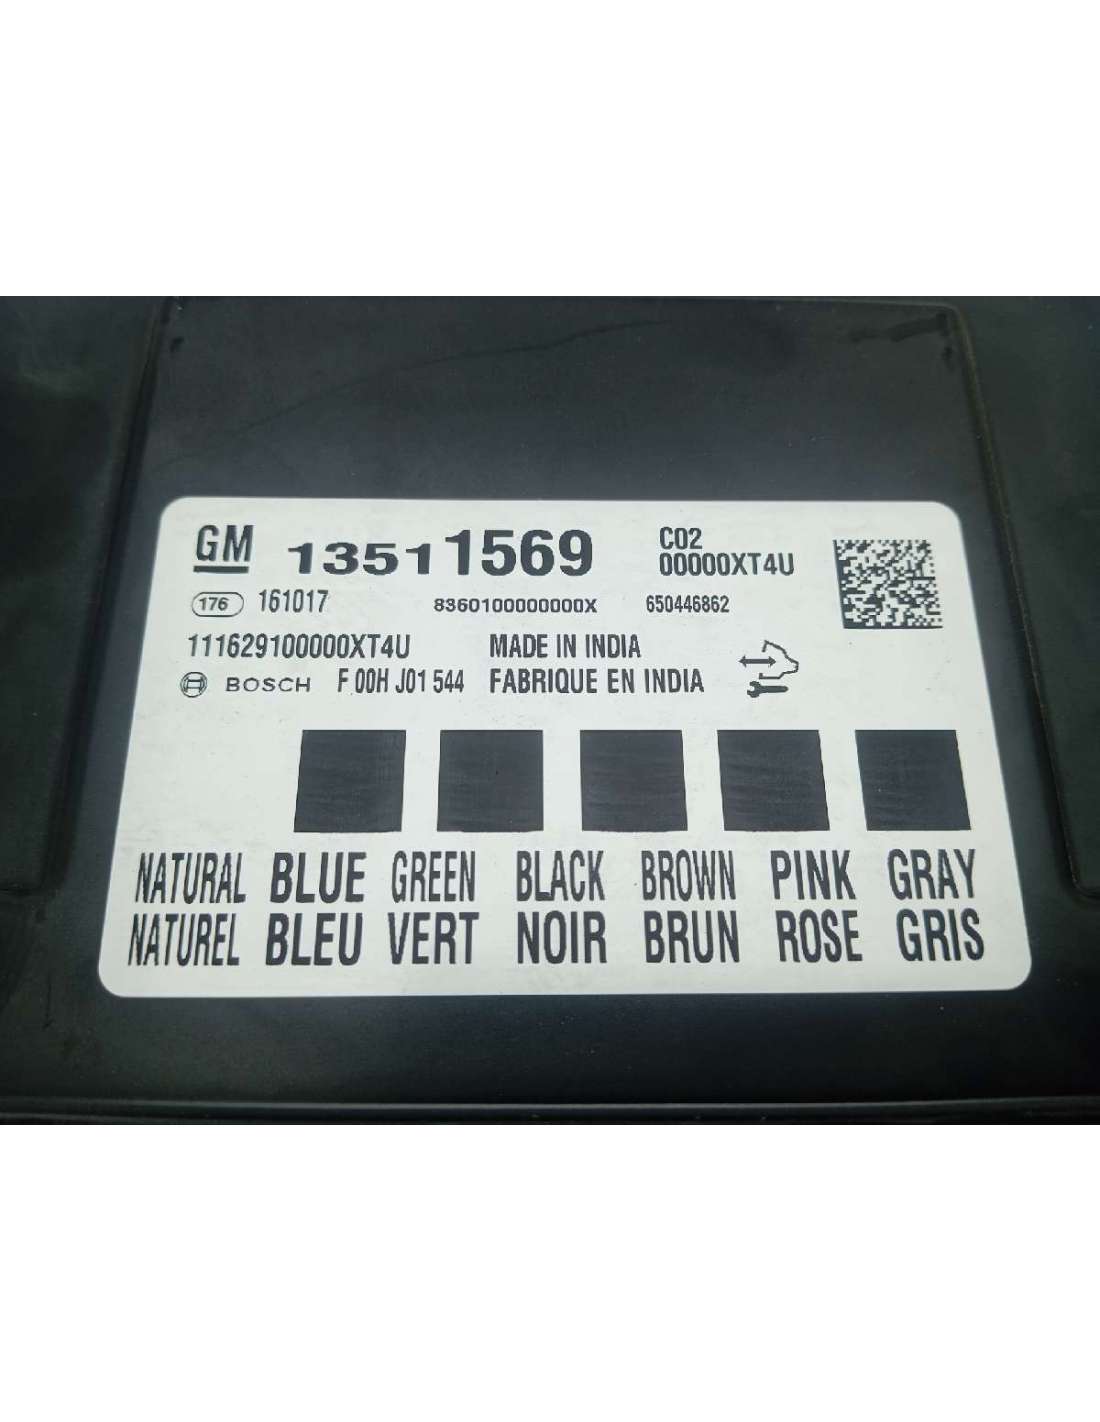 GM 13511569 C02
00000XT4U
176 161017 8360100000000X 650446862
111629100000XT4U MADE IN INDIA
BOSCH F 00H J01 544 FABRIQUE EN INDIA
NATURAL BLUE GREEN BLACK BROWN PINK GRAY
NATUREL BLEU VERT NOIR BRUN ROSE GRIS